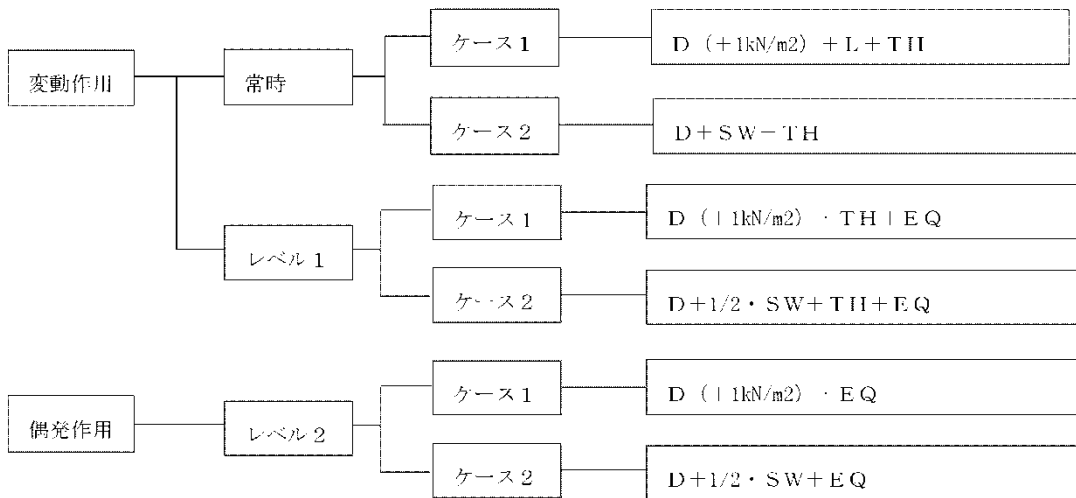 変動作用
常時
ケース1
D (+1kN/m2) +L+TH
ケース2
D+SW-TH
レベル1
ケース1
D (|1kN/m2) · TH|EQ
ケース2
D+1/2・SW+TH+EQ
偶発作用
レベル2
ケース1
D (|1kN/m2) · EQ
ケース2
D+1/2・SW+EQ